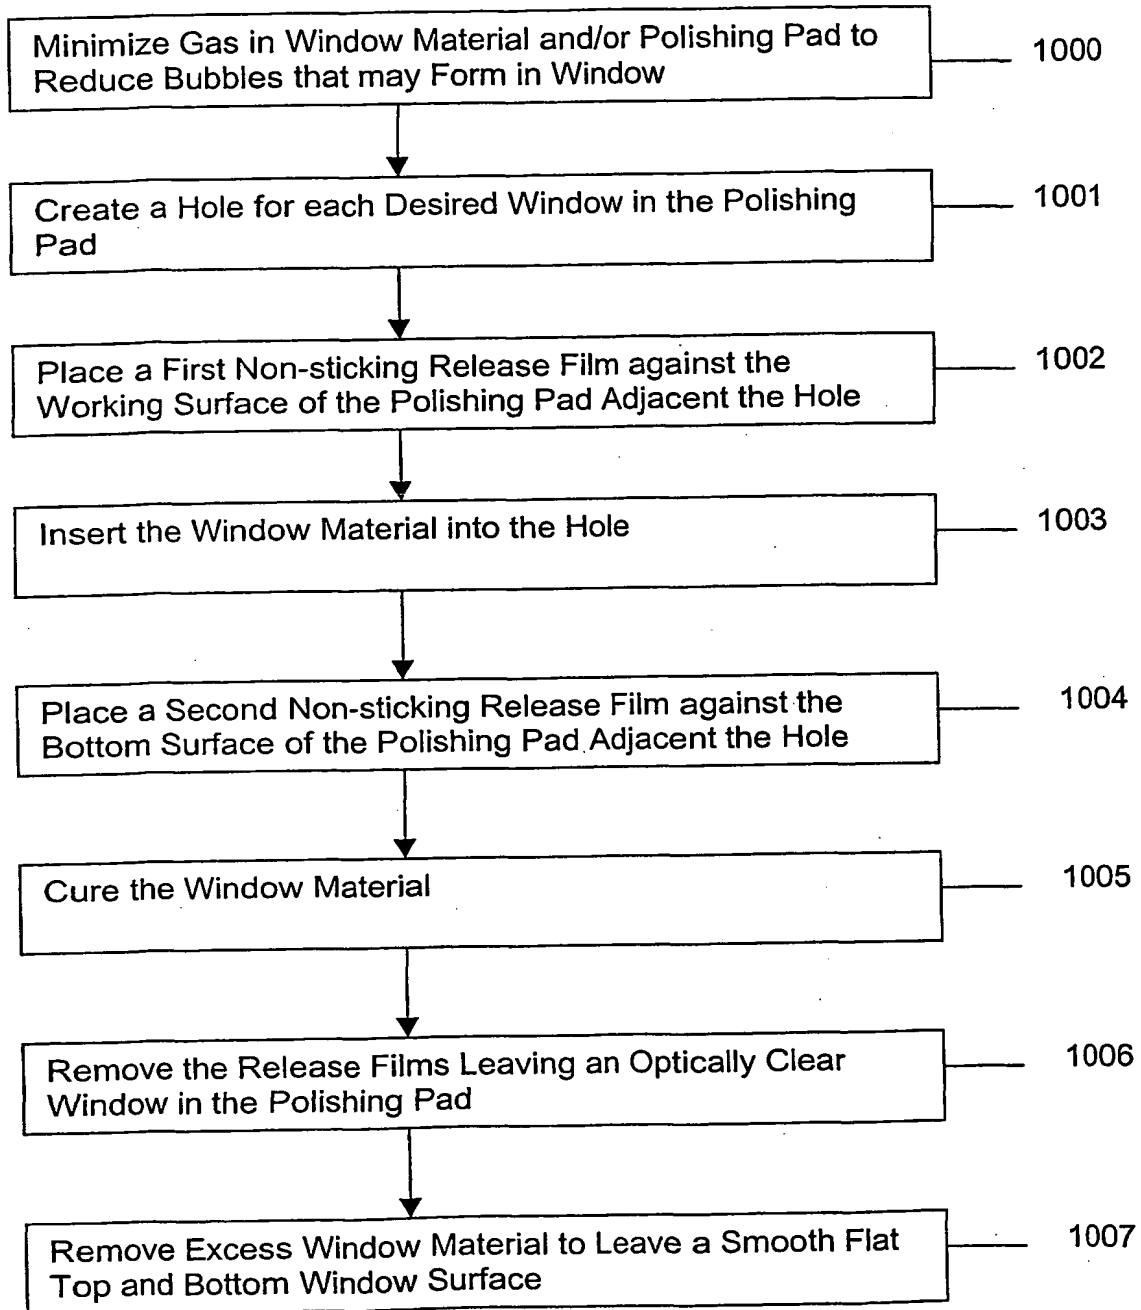 Minimize Gas in Window Material and/or Polishing Pad to
Reduce Bubbles that may Form in Window
1000
Create a Hole for each Desired Window in the Polishing
Pad
1001
Place a First Non-sticking Release Film against the
Working Surface of the Polishing Pad Adjacent the Hole
1002
Insert the Window Material into the Hole
1003
Place a Second Non-sticking Release Film against the
Bottom Surface of the Polishing Pad Adjacent the Hole
1004
Cure the Window Material
1005
Remove the Release Films Leaving an Optically Clear
Window in the Polishing Pad
1006
Remove Excess Window Material to Leave a Smooth Flat
Top and Bottom Window Surface
1007